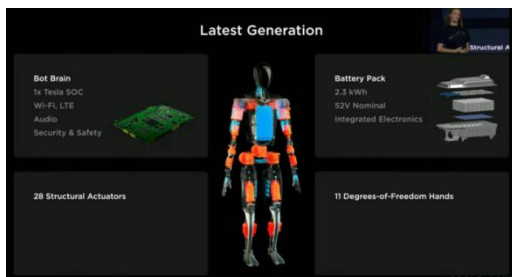 Latest Generation
Structural A
Bot Brain
1x Tesla SOC
Wi-Fi, LTE
Audio
Security & Safety
Battery Pack
2.3 kWh
52V Nominal
Integrated Electronics
28 Structural Actuators
11 Degrees-of-Freedom Hands